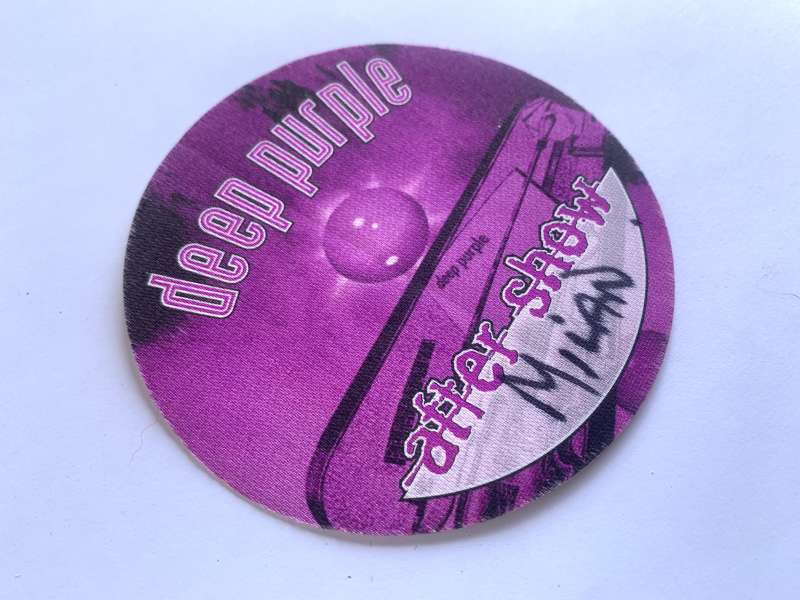 deep purple
deep purple
after show
MILAN